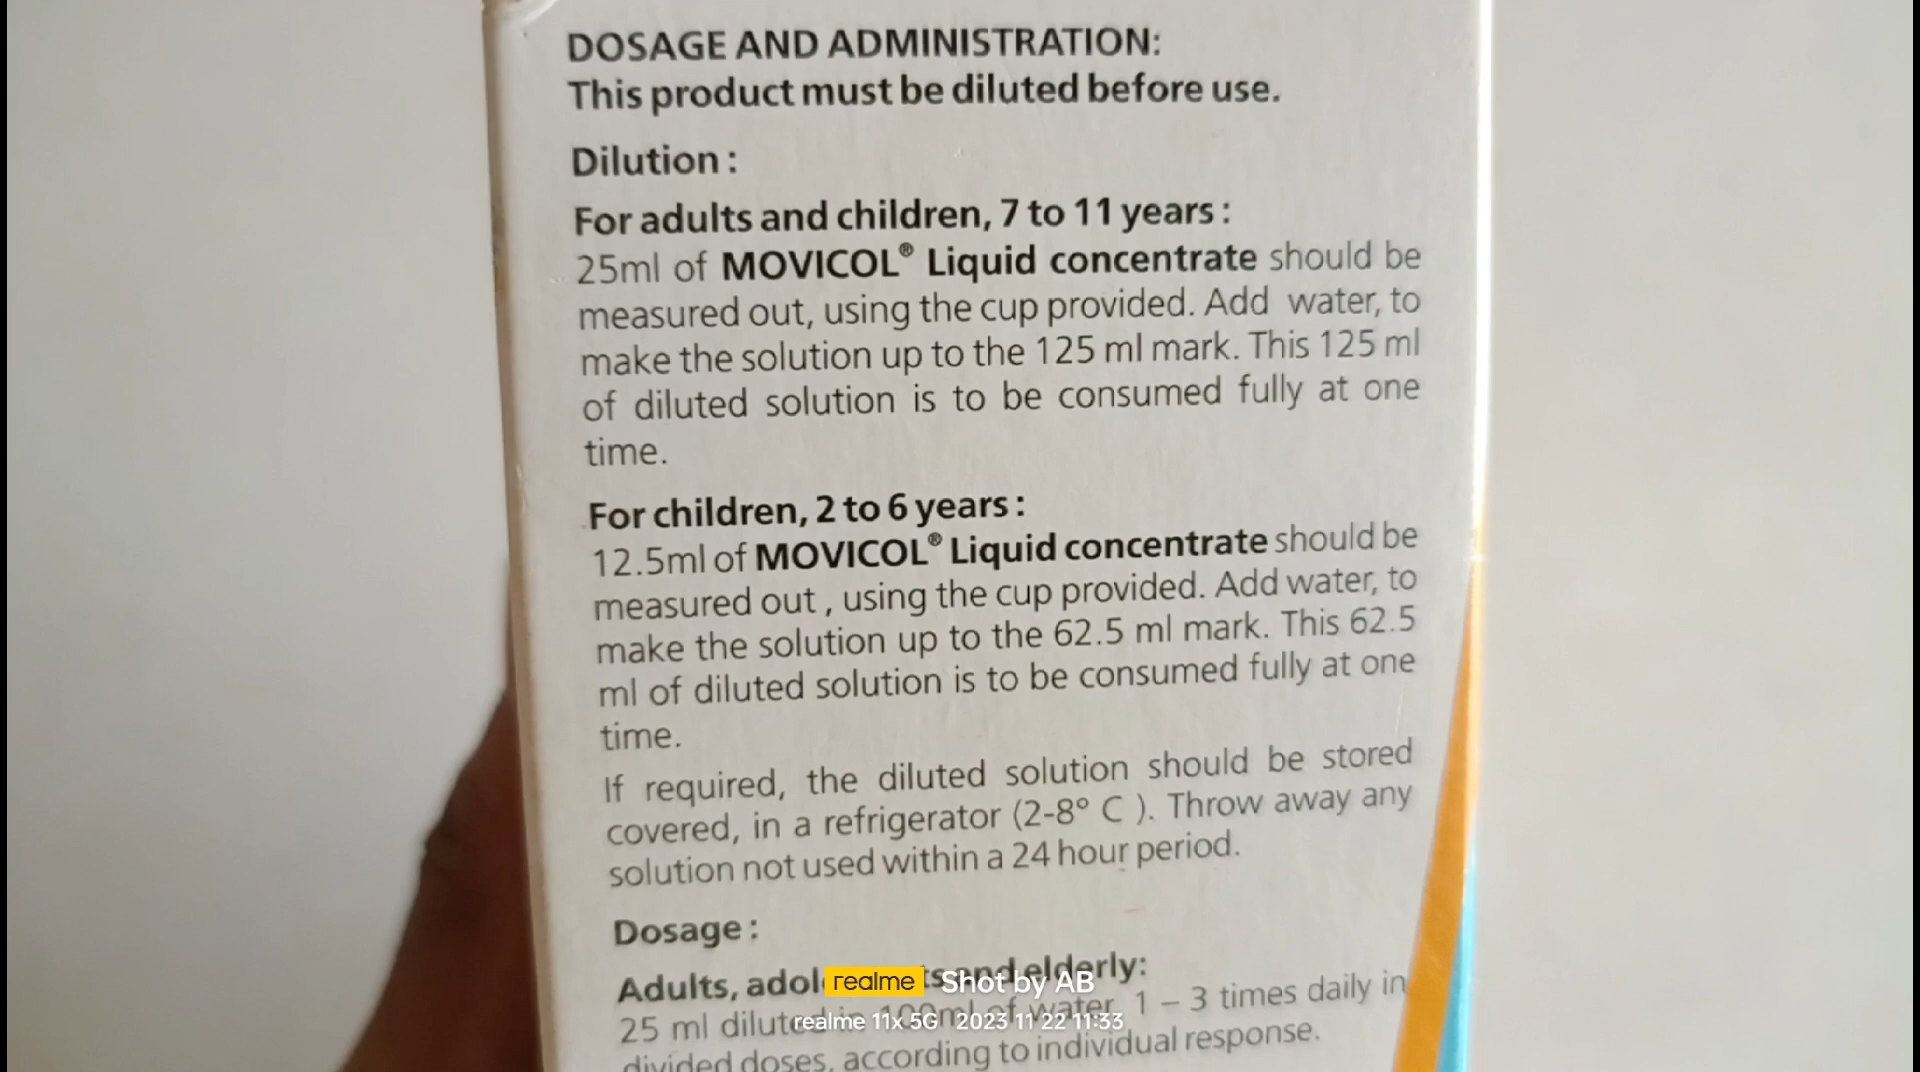 DOSAGE AND ADMINISTRATION:
This product must be diluted before use.
Dilution :
For adults and children, 7 to 11 years :
25ml of MOVICOL® Liquid concentrate should be
measured out, using the cup provided. Add water, to
make the solution up to the 125 ml mark. This 125 ml
of diluted solution is to be consumed fully at one
time.
For children, 2 to 6 years :
12.5ml of MOVICOL® Liquid concentrate should be
measured out , using the cup provided. Add water, to
make the solution up to the 62.5 ml mark. This 62.5
ml of diluted solution is to be consumed fully at one
time.
If required, the diluted solution should be stored
covered, in a refrigerator (2-8° C ). Throw away any
solution not used within a 24 hour period.
Dosage :
Adults, and elderly:
25 ml diluted in 100ml of water, 1 – 3 times daily in
divided doses, according to individual response.
realme Shot by AB
realme 11x 5G 2023 11 22 11:33